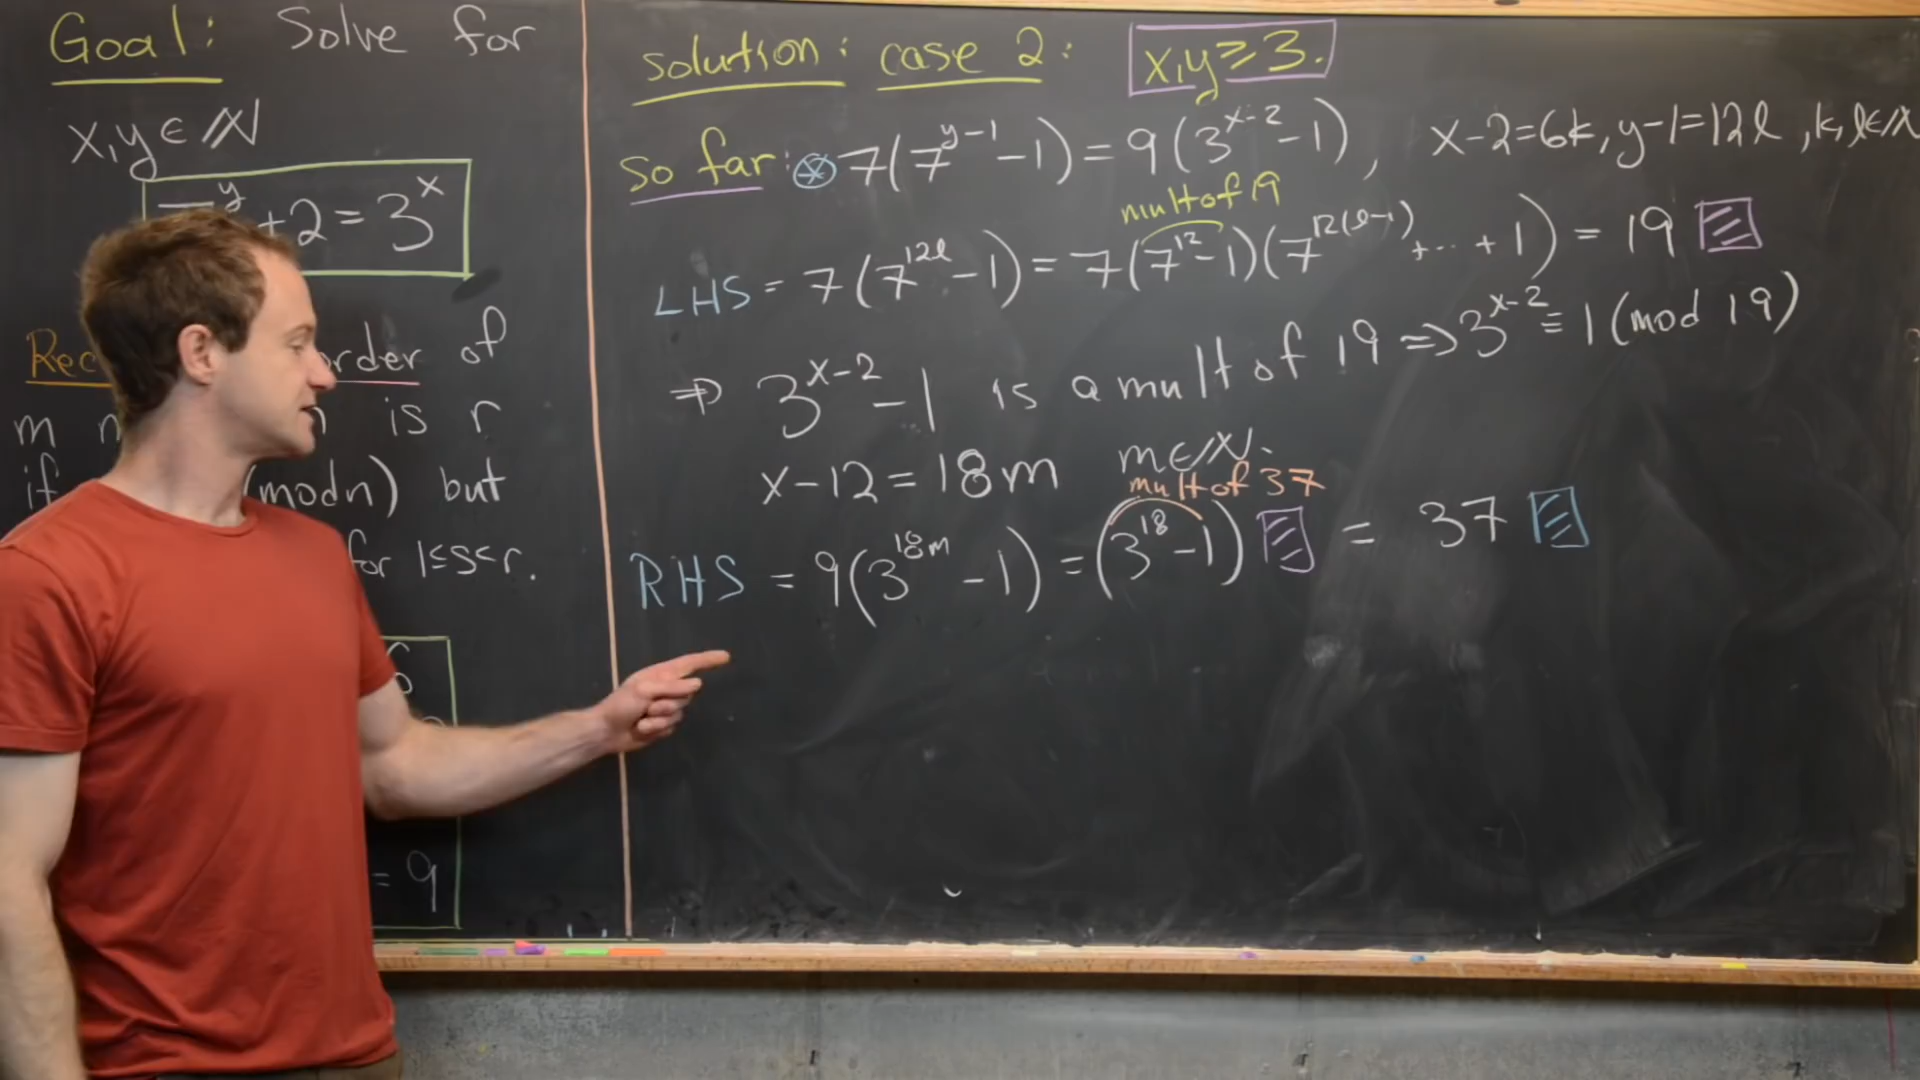 Goal: Solve for
x,y∈ℕ
y+2=3^x
Rec order of
m n is r
if (mod n) but
for 1≤s<r.
= 9
solution: case 2: x,y≥3.
So far: ⊛ 7(7^{y-1}-1)=9(3^{x-2}-1), x-2=6k, y-1=12l, k,l∈ℕ
mult of 19
LHS = 7(7^{12l}-1)=7(7^{12}-1)(7^{12(l-1)}+···+1) = 19
⇒ 3^{x-2}-1 is a mult of 19 ⇒ 3^{x-2}≡1 (mod 19)
x-12=18m m∈ℕ.
mult of 37
RHS = 9(3^{18m}-1)=(3^{18}-1) = 37